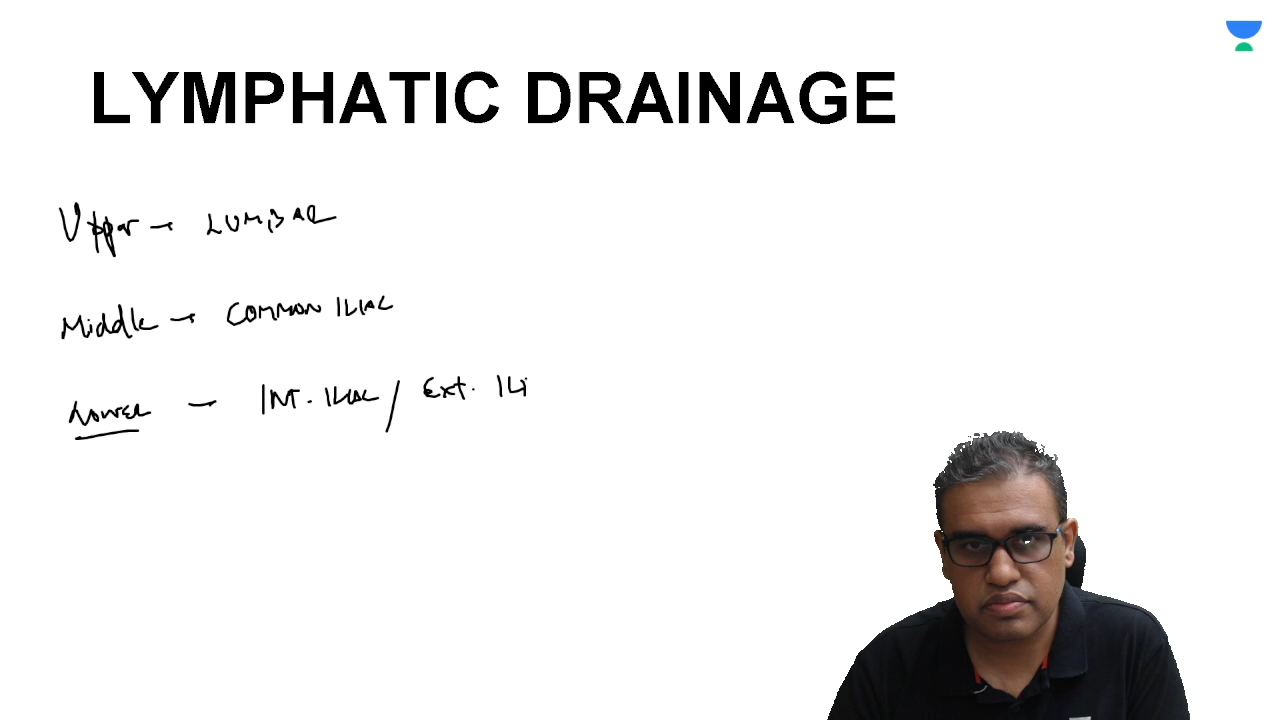 LYMPHATIC DRAINAGE
Upper → LUMBAR
Middle → COMMON ILIAC
LOWER → INT. ILIAC / Ext. ILi